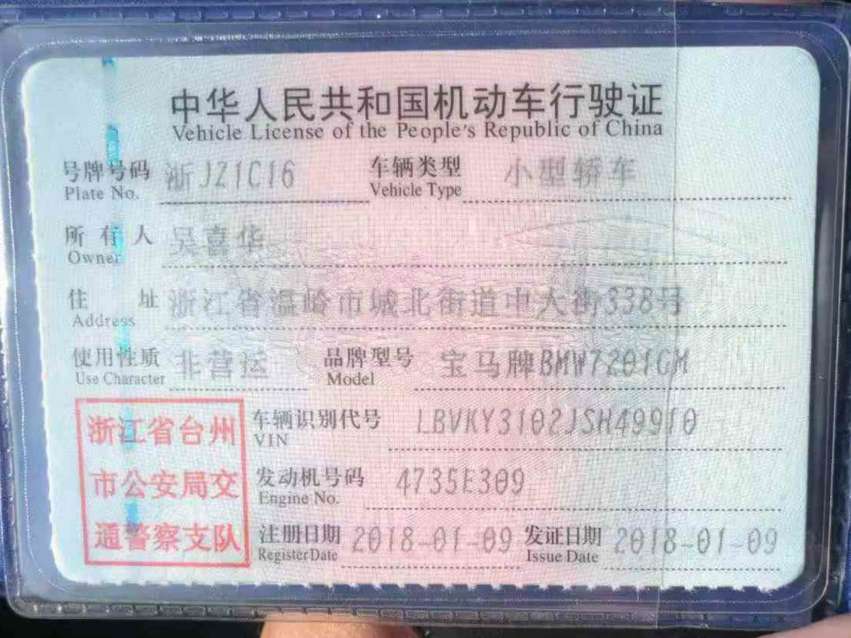 中华人民共和国机动车行驶证
Vehicle License of the People's Republic of China
号牌号码 浙JZ1C16 车辆类型 小型轿车
Plate No. Vehicle Type
所有人 吴喜华
Owner
住址 浙江省温岭市城北街道中大街338号
Address
使用性质 非营运 品牌型号 宝马牌BMW7201GM
Use Character Model
浙江省台州
市公安局交
通警察支队
车辆识别代号 LBVKY3102JSH49910
VIN
发动机号码 4735E309
Engine No.
注册日期 2018-01-09 发证日期 2018-01-09
Register Date Issue Date